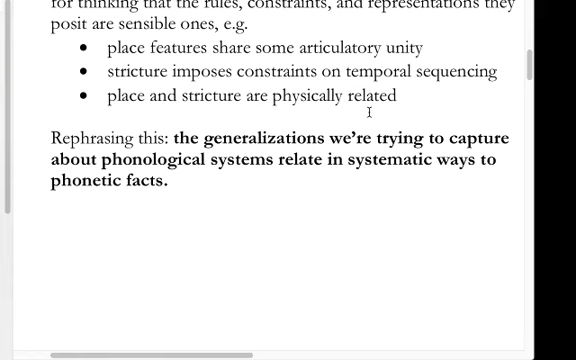 for thinking that the rules, constraints, and representations they
posit are sensible ones, e.g.
• place features share some articulatory unity
• stricture imposes constraints on temporal sequencing
• place and stricture are physically related
Rephrasing this: the generalizations we're trying to capture
about phonological systems relate in systematic ways to
phonetic facts.